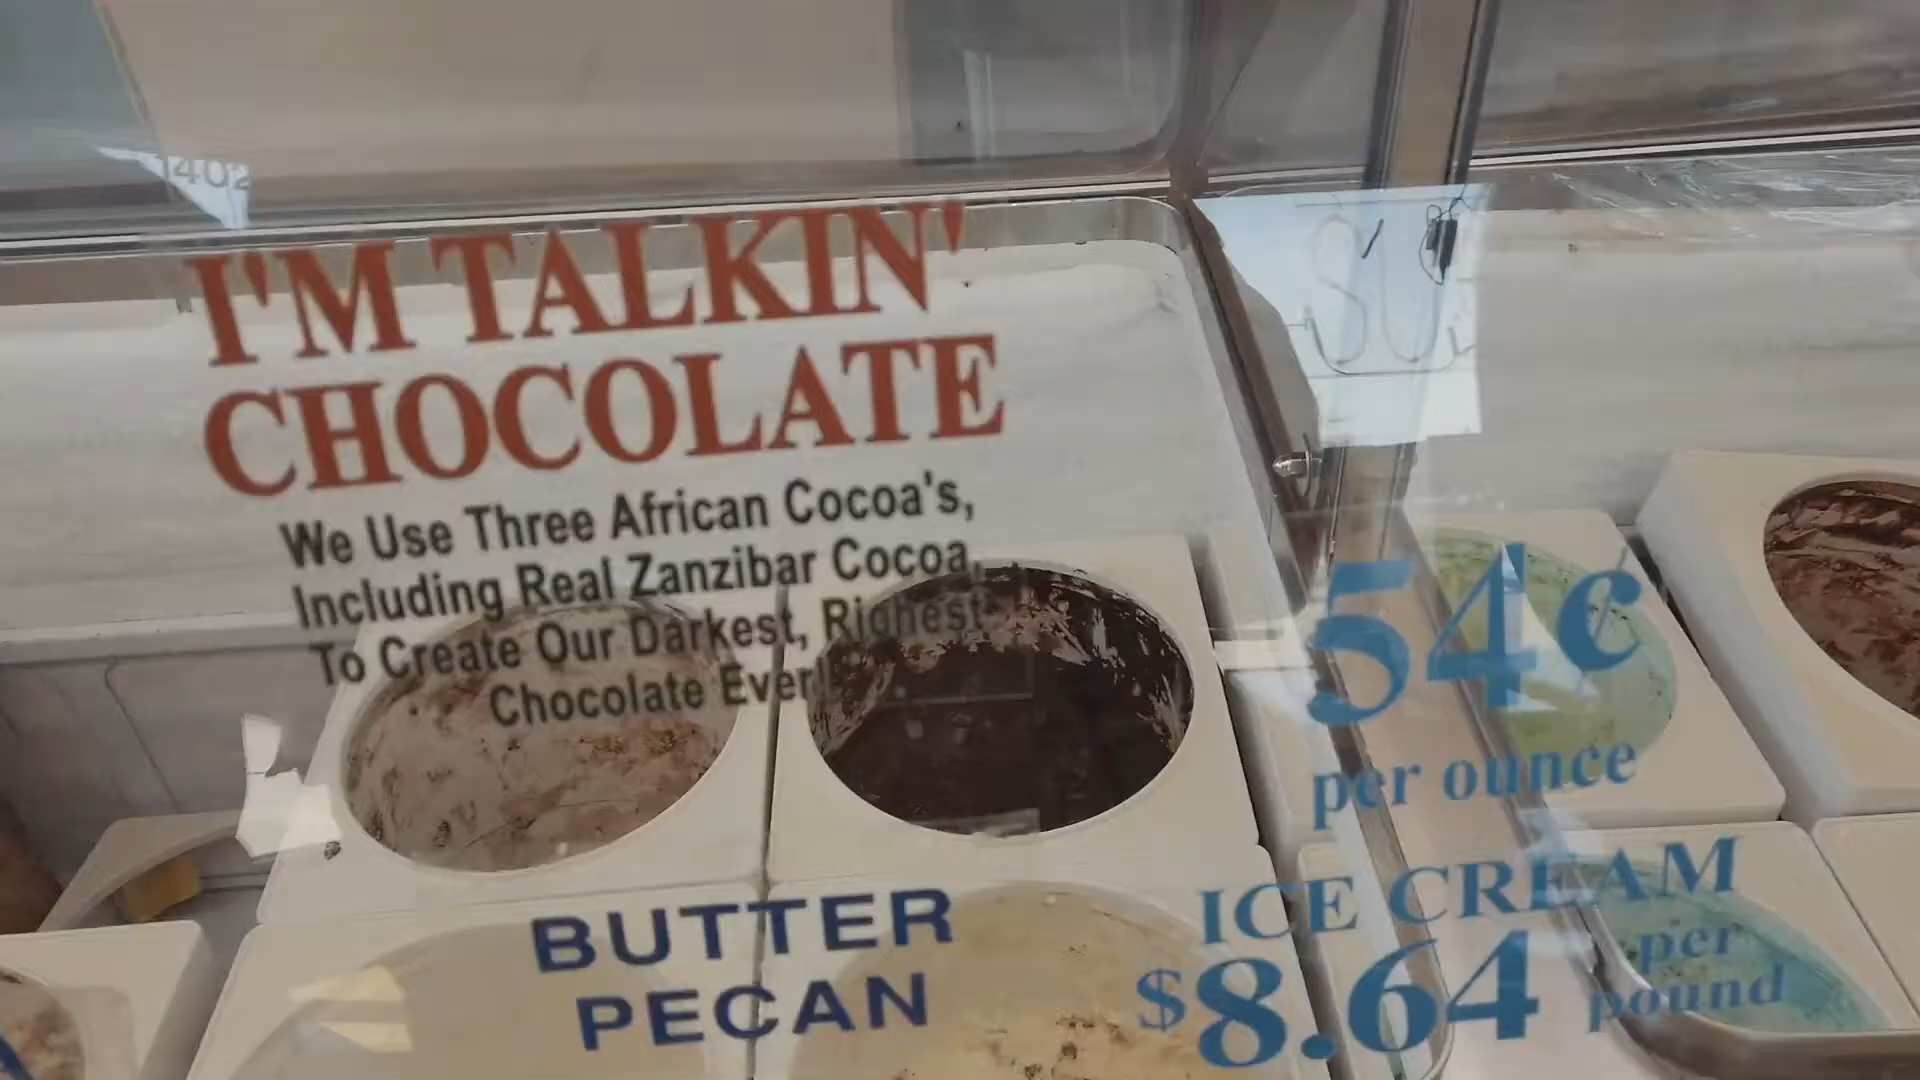 402
I'M TALKIN'
CHOCOLATE
We Use Three African Cocoa's,
Including Real Zanzibar Cocoa,
To Create Our Darkest, Richest
Chocolate Ever!
54¢
per ounce
ICE CREAM
$8.64 per pound
BUTTER
PECAN